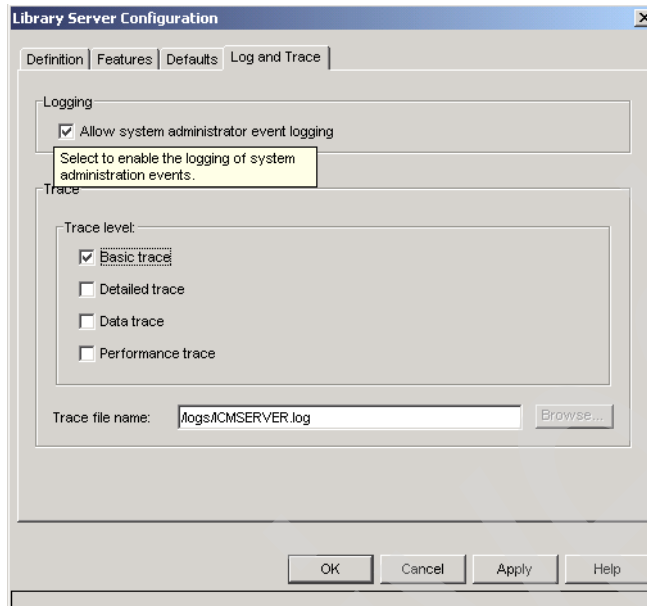 Library Server Configuration
Definition
Features
Defaults
Log and Trace
Logging
Allow system administrator event logging
Select to enable the logging of system
administration events.
Trace
Trace level:
Basic trace
Detailed trace
Data trace
Performance trace
Trace file name:
/logs/ICMSERVER.log
Browse...
OK
Cancel
Apply
Help